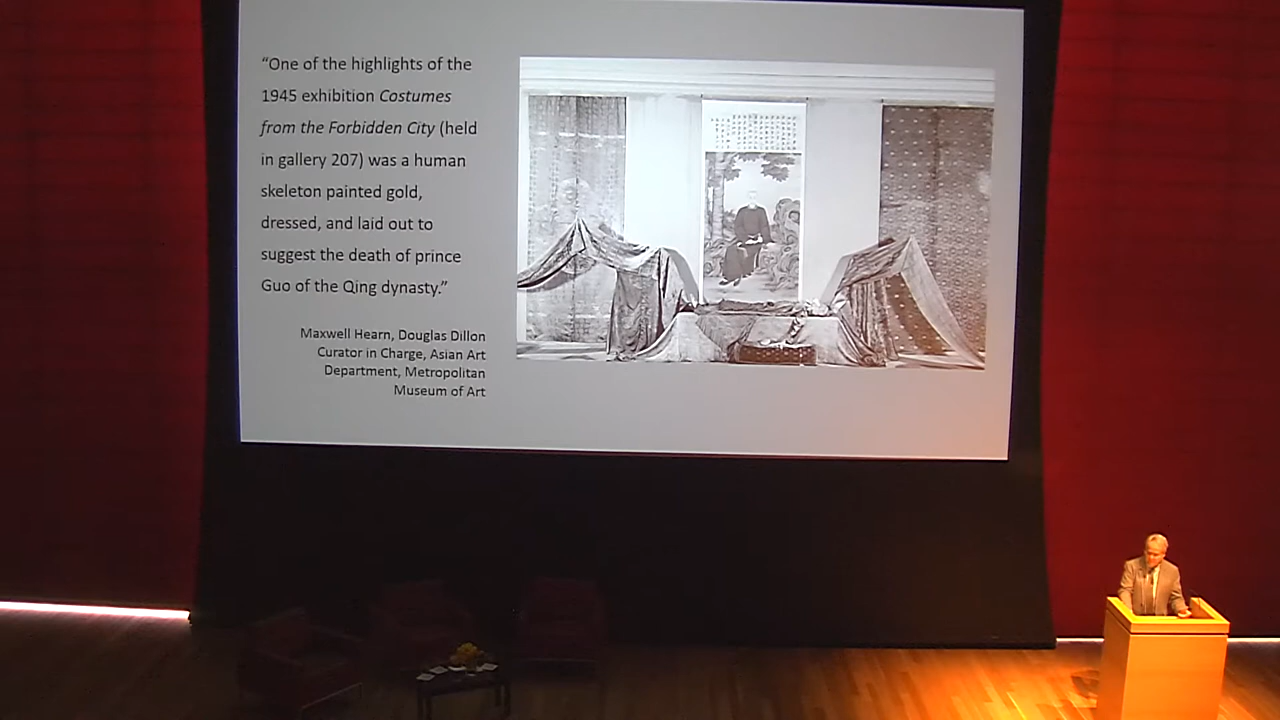 “One of the highlights of the
1945 exhibition Costumes
from the Forbidden City (held
in gallery 207) was a human
skeleton painted gold,
dressed, and laid out to
suggest the death of prince
Guo of the Qing dynasty.”
Maxwell Hearn, Douglas Dillon
Curator in Charge, Asian Art
Department, Metropolitan
Museum of Art